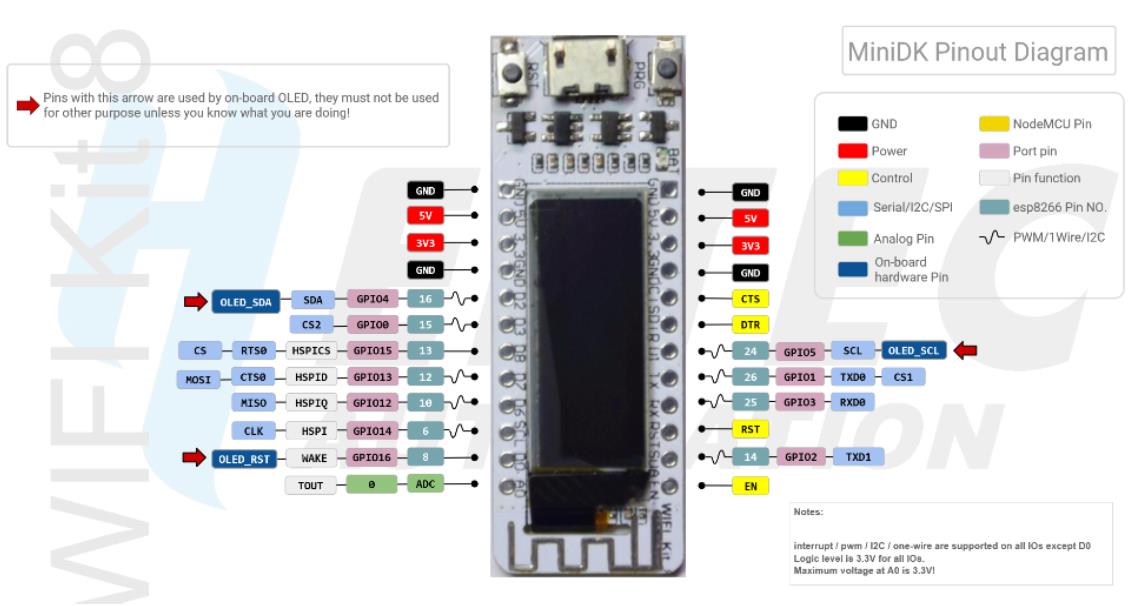 MiniDK Pinout Diagram
Pins with this arrow are used by on-board OLED, they must not be used
for other purpose unless you know what you are doing!
WIFI Kit 8
HELTEC
AUTOMATION
GND
Power
Control
Serial/I2C/SPI
Analog Pin
On-board
hardware Pin
NodeMCU Pin
Port pin
Pin function
esp8266 Pin NO.
PWM/1Wire/I2C
RST
PRG
GND
5V
3V3
GND
OLED_SDA SDA GPIO4 16
CS2 GPIO0 15
CS RTS0 HSPICS GPIO15 13
MOSI CTS0 HSPID GPIO13 12
MISO HSPIQ GPIO12 10
CLK HSPI GPIO14 6
OLED_RST WAKE GPIO16 8
TOUT 0 ADC
GND
5V
3V3
GND
CTS
DTR
24 GPIO5 SCL OLED_SCL
26 GPIO1 TXD0 CS1
25 GPIO3 RXD0
RST
14 GPIO2 TXD1
EN
WIFI_Kit
Notes:
interrupt / pwm / I2C / one-wire are supported on all IOs except D0
Logic level is 3.3V for all IOs.
Maximum voltage at A0 is 3.3V!